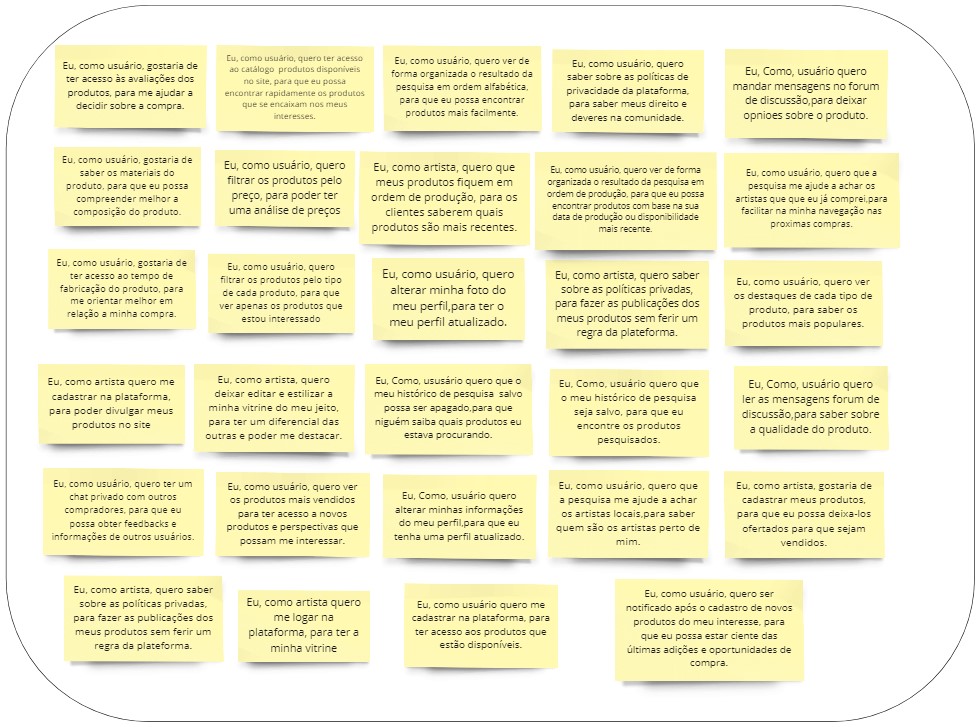 Eu, como usuário, gostaria de
ter acesso às avaliações dos
produtos, para me ajudar a
decidir sobre a compra.
Eu, como usuário, quero ter acesso
ao catálogo produtos disponíveis
no site, para que eu possa
encontrar rapidamente os produtos
que se encaixam nos meus
interesses.
Eu, como usuário, quero ver de
forma organizada o resultado da
pesquisa em ordem alfabética,
para que eu possa encontrar
produtos mais facilmente.
Eu, como usuário, quero
saber sobre as políticas de
privacidade da plataforma,
para saber meus direito e
deveres na comunidade.
Eu, Como, usuário quero
mandar mensagens no forum
de discussão,para deixar
opnioes sobre o produto.
Eu, como usuário, gostaria de
saber os materiais do
produto, para que eu possa
compreender melhor a
composição do produto.
Eu, como usuário, quero
filtrar os produtos pelo
preço, para poder ter
uma análise de preços
Eu, como artista, quero que
meus produtos fiquem em
ordem de produção, para os
clientes saberem quais
produtos são mais recentes.
Eu, como usuário, quero ver de forma
organizada o resultado da pesquisa em
ordem de produção, para que eu possa
encontrar produtos com base na sua
data de produção ou disponibilidade
mais recente.
Eu, como usuário, quero que a
pesquisa me ajude a achar os
artistas que que eu já comprei,para
facilitar na minha navegação nas
proximas compras.
Eu, como usuário, gostaria de
ter acesso ao tempo de
fabricação do produto, para
me orientar melhor em
relação a minha compra.
Eu, como usuário, quero
filtrar os produtos pelo tipo
de cada produto, para que
ver apenas os produtos que
estou interessado
Eu, como usuário, quero
alterar minha foto do
meu perfil,para ter o
meu perfil atualizado.
Eu, como artista, quero saber
sobre as políticas privadas,
para fazer as publicações dos
meus produtos sem ferir um
regra da plateforma.
Eu, como usuário, quero ver
os destaques de cada tipo de
produto, para saber os
produtos mais populares.
Eu, como artista quero me
cadastrar na plataforma,
para poder divulgar meus
produtos no site
Eu, como artista, quero
deixar editar e estilizar a
minha vitrine do meu jeito,
para ter um diferencial das
outras e poder me destacar.
Eu, Como, ususário quero que o
meu histórico de pesquisa salvo
possa ser apagado,para que
niguém saiba quais produtos eu
estava procurando.
Eu, Como, usuário quero que
o meu histórico de pesquisa
seja salvo, para que eu
encontre os produtos
pesquisados.
Eu, Como, usuário quero
ler as mensagens forum de
discussão,para saber sobre
a qualidade do produto.
Eu, como usuário, quero ter um
chat privado com outros
compradores, para que eu
possa obter feedbacks e
informações de outros usuários.
Eu, como usuário, quero ver
os produtos mais vendidos
para ter acesso a novos
produtos e perspectivas que
possam me interessar.
Eu, Como, usuário quero
alterar minhas informações
do meu perfil,para que eu
tenha uma perfil atualizado.
Eu, como usuário, quero que
a pesquisa me ajude a achar
os artistas locais,para saber
quem são os artistas perto de
mim.
Eu, como artista, gostaria de
cadastrar meus produtos,
para que eu possa deixa-los
ofertados para que sejam
vendidos.
Eu, como artista, quero saber
sobre as políticas privadas,
para fazer as publicações dos
meus produtos sem ferir um
regra da plateforma.
Eu, como artista quero
me logar na
plataforma, para ter a
minha vitrine
Eu, como usuário quero me
cadastrar na plataforma, para
ter acesso aos produtos que
estão disponíveis.
Eu, como usuário, quero ser
notificado após o cadastro de novos
produtos do meu interesse, para
que eu possa estar ciente das
últimas adições e oportunidades de
compra.